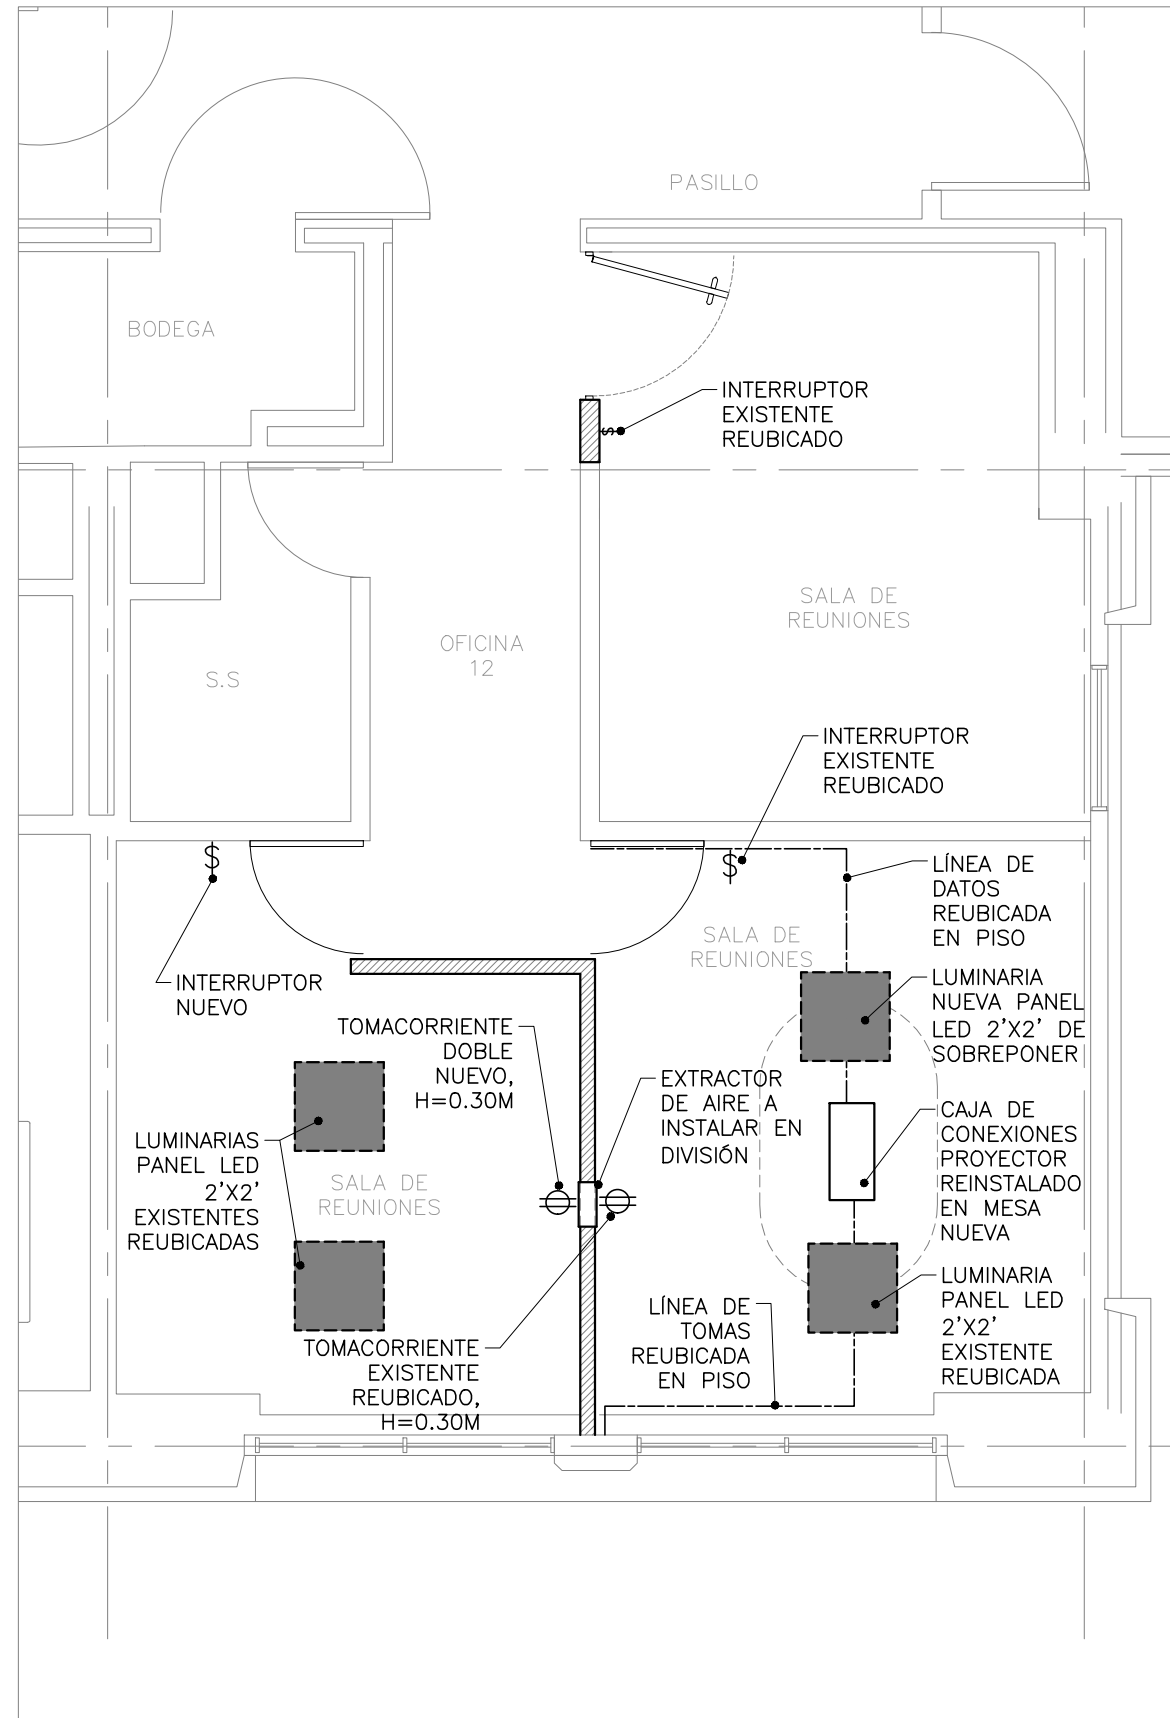 PASILLO
BODEGA
INTERRUPTOR
EXISTENTE
REUBICADO
SALA DE
REUNIONES
OFICINA
12
S.S
INTERRUPTOR
EXISTENTE
REUBICADO
$
$
LÍNEA DE
DATOS
REUBICADA
EN PISO
SALA DE
REUNIONES
INTERRUPTOR
NUEVO
LUMINARIA
NUEVA PANEL
LED 2'X2' DE
SOBREPONER
TOMACORRIENTE
DOBLE
NUEVO,
H=0.30M
EXTRACTOR
DE AIRE A
INSTALAR EN
DIVISIÓN
CAJA DE
CONEXIONES
PROYECTOR
REINSTALADO
EN MESA
NUEVA
LUMINARIAS
PANEL LED
2'X2'
EXISTENTES
REUBICADAS
SALA DE
REUNIONES
LUMINARIA
PANEL LED
2'X2'
EXISTENTE
REUBICADA
LÍNEA DE
TOMAS
REUBICADA
EN PISO
TOMACORRIENTE
EXISTENTE
REUBICADO,
H=0.30M